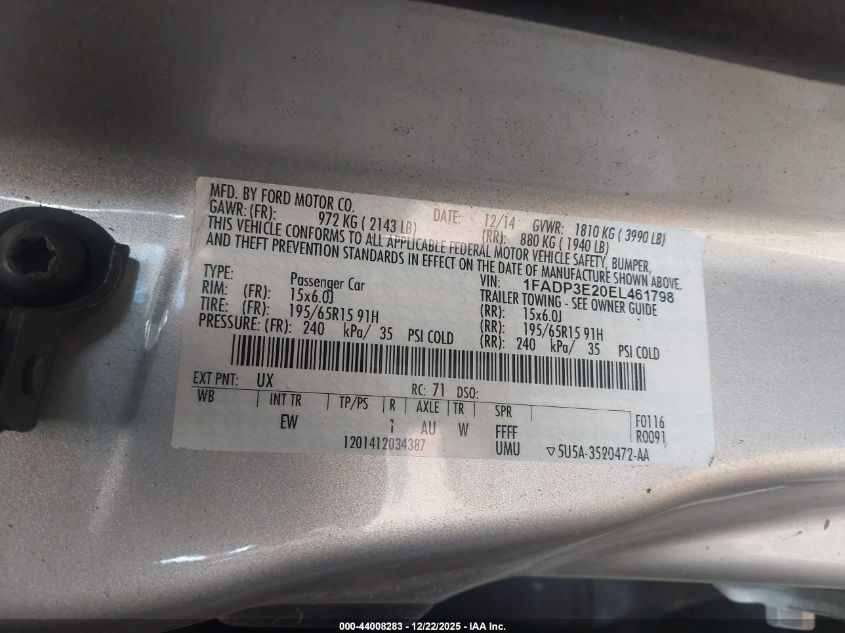 MFD. BY FORD MOTOR CO.
DATE: 12/14 GVWR: 1810 KG ( 3990 LB)
GAWR: (FR): 972 KG ( 2143 LB) (RR): 880 KG ( 1940 LB)
THIS VEHICLE CONFORMS TO ALL APPLICABLE FEDERAL MOTOR VEHICLE SAFETY, BUMPER,
AND THEFT PREVENTION STANDARDS IN EFFECT ON THE DATE OF MANUFACTURE SHOWN ABOVE.
VIN: 1FADP3E20EL461798
TYPE: Passenger Car TRAILER TOWING - SEE OWNER GUIDE
RIM: (FR): 15x6.0J (RR): 15x6.0J
TIRE: (FR): 195/65R15 91H (RR): 195/65R15 91H
PRESSURE: (FR): 240 kPa/ 35 PSI COLD (RR): 240 kPa/ 35 PSI COLD
EXT PNT: UX RC: 71 DSO:
WB INT TR TP/PS R AXLE TR SPR F0116
EW 1 AU W FFFF R0091
1201412034387 UMU ▽5U5A-3520472-AA
000-44008283 - 12/22/2025 - IAA Inc.